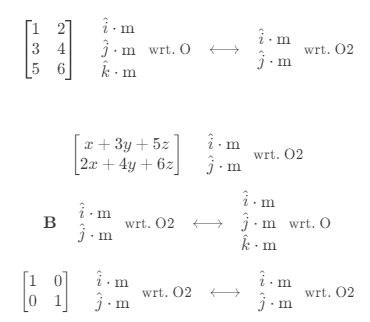 [1 2] î · m
[3 4] ĵ · m wrt. O ⟷ î · m
[5 6] k̂ · m ĵ · m wrt. O2
[x + 3y + 5z] î · m
[2x + 4y + 6z] ĵ · m wrt. O2
B î · m ĵ · m wrt. O2 ⟷ î · m ĵ · m k̂ · m wrt. O
[1 0] î · m wrt. O2 ⟷ î · m wrt. O2
[0 1] ĵ · m ĵ · m